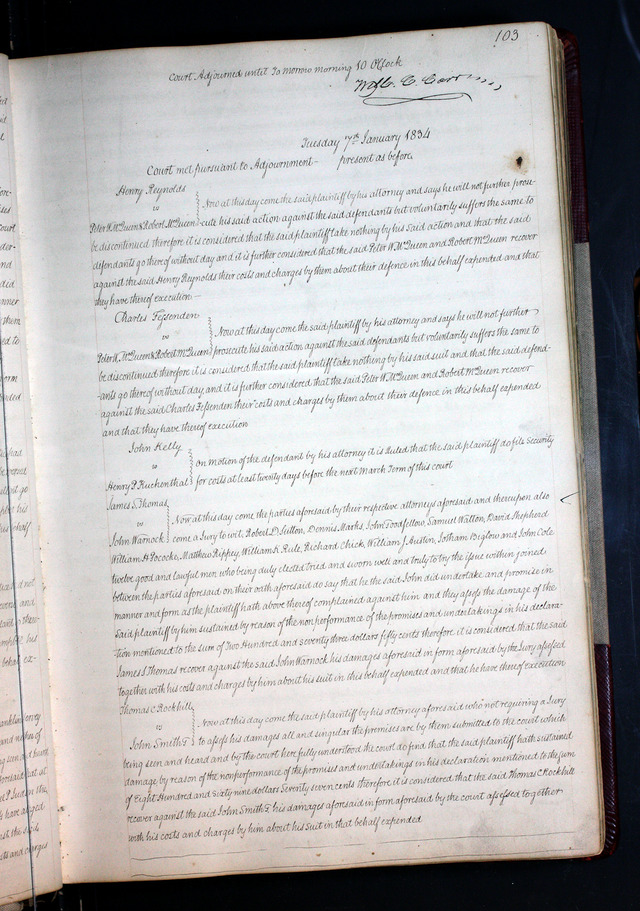 103
Court Adjourned until To morrow morning 10 O'Clock
Wm. C. Carr
Tuesday 7th January 1834
Court met pursuant to Adjournment— present as before,
Henry Reynolds
vs
Peter W. McQueen & Robert McQueen
Now at this day come the said plaintiff by his attorney and says he will not further prose-
cute his said action against the said defendants but voluntarily suffers the same to
be discontinued therefore it is considered that the said plaintiff take nothing by his said action and that the said
defendants go thereof without day and it is further considered that the said Peter W. McQueen and Robert McQueen recover
against the said Henry Reynolds their costs and charges by them about their defence in this behalf expended and that
they have thereof execution—
Charles Fessenden
vs
Peter W. McQueen & Robert McQueen
Now at this day come the said plaintiff by his attorney and says he will not further
prosecute his said action against the said defendants but voluntarily suffers the same to
be discontinued therefore it is considered that the said plaintiff take nothing by his said suit and that the said defend-
-ants go thereof without day, and it is further considered that the said Peter W. McQueen and Robert McQueen recover
against the said Charles Fessenden their costs and charges by them about their defence in this behalf expended
and that they have thereof execution
John Kelly
vs
Henry P. Kuckenthal
On motion of the defendant by his attorney it is Ruled that the said plaintiff do file Security
for costs at least twenty days before the next March Term of this court
James S. Thomas
vs
John Warnock
Now at this day come the parties aforesaid by their respective attorneys aforesaid and thereupon also
come a Jury to wit, Robert D. Sutton, Dennis Marks, John Goodfellow, Samuel Walton, David Shepherd
William H. Pococke, Matthew Rippey, William K. Rule, Richard Chick, William J. Austin, Jotham Biglow and John Cole
twelve good and lawful men, who being duly elected tried and sworn well and truly to try the issue within joined
between the parties aforesaid on their oath aforesaid do say that he the said John did undertake and promise in
manner and form as the plaintiff hath above thereof complained against him and they assess the damage of the
said plaintiff by him sustained by reason of the nonperformance of the promises and undertakings in his declara-
-tion mentioned to the sum of Two Hundred and seventy three dollars fifty cents therefore it is considered that the said
James S. Thomas recover against the said John Warnock his damages aforesaid in form aforesaid by the Jury assessed
together with his costs and charges by him about his suit in this behalf expended and that he have thereof execution
Thomas C. Rockhill
vs
John Smith T
Now at this day come the said plaintiff by his attorney aforesaid who not requiring a Jury
to assess his damages all and singular the premises are by them submitted to the court which
being seen and heard and by the court here fully understood the court do find that the said plaintiff hath sustained
damage by reason of the nonperformance of the promises and undertakings in his declaration mentioned to the sum
of Eight Hundred and Sixty nine dollars Seventy seven cents therefore it is considered that the said Thomas C. Rockhill
recover against the said John Smith T, his damages aforesaid in form aforesaid by the court assessed together
with his costs and charges by him about his suit in that behalf expended